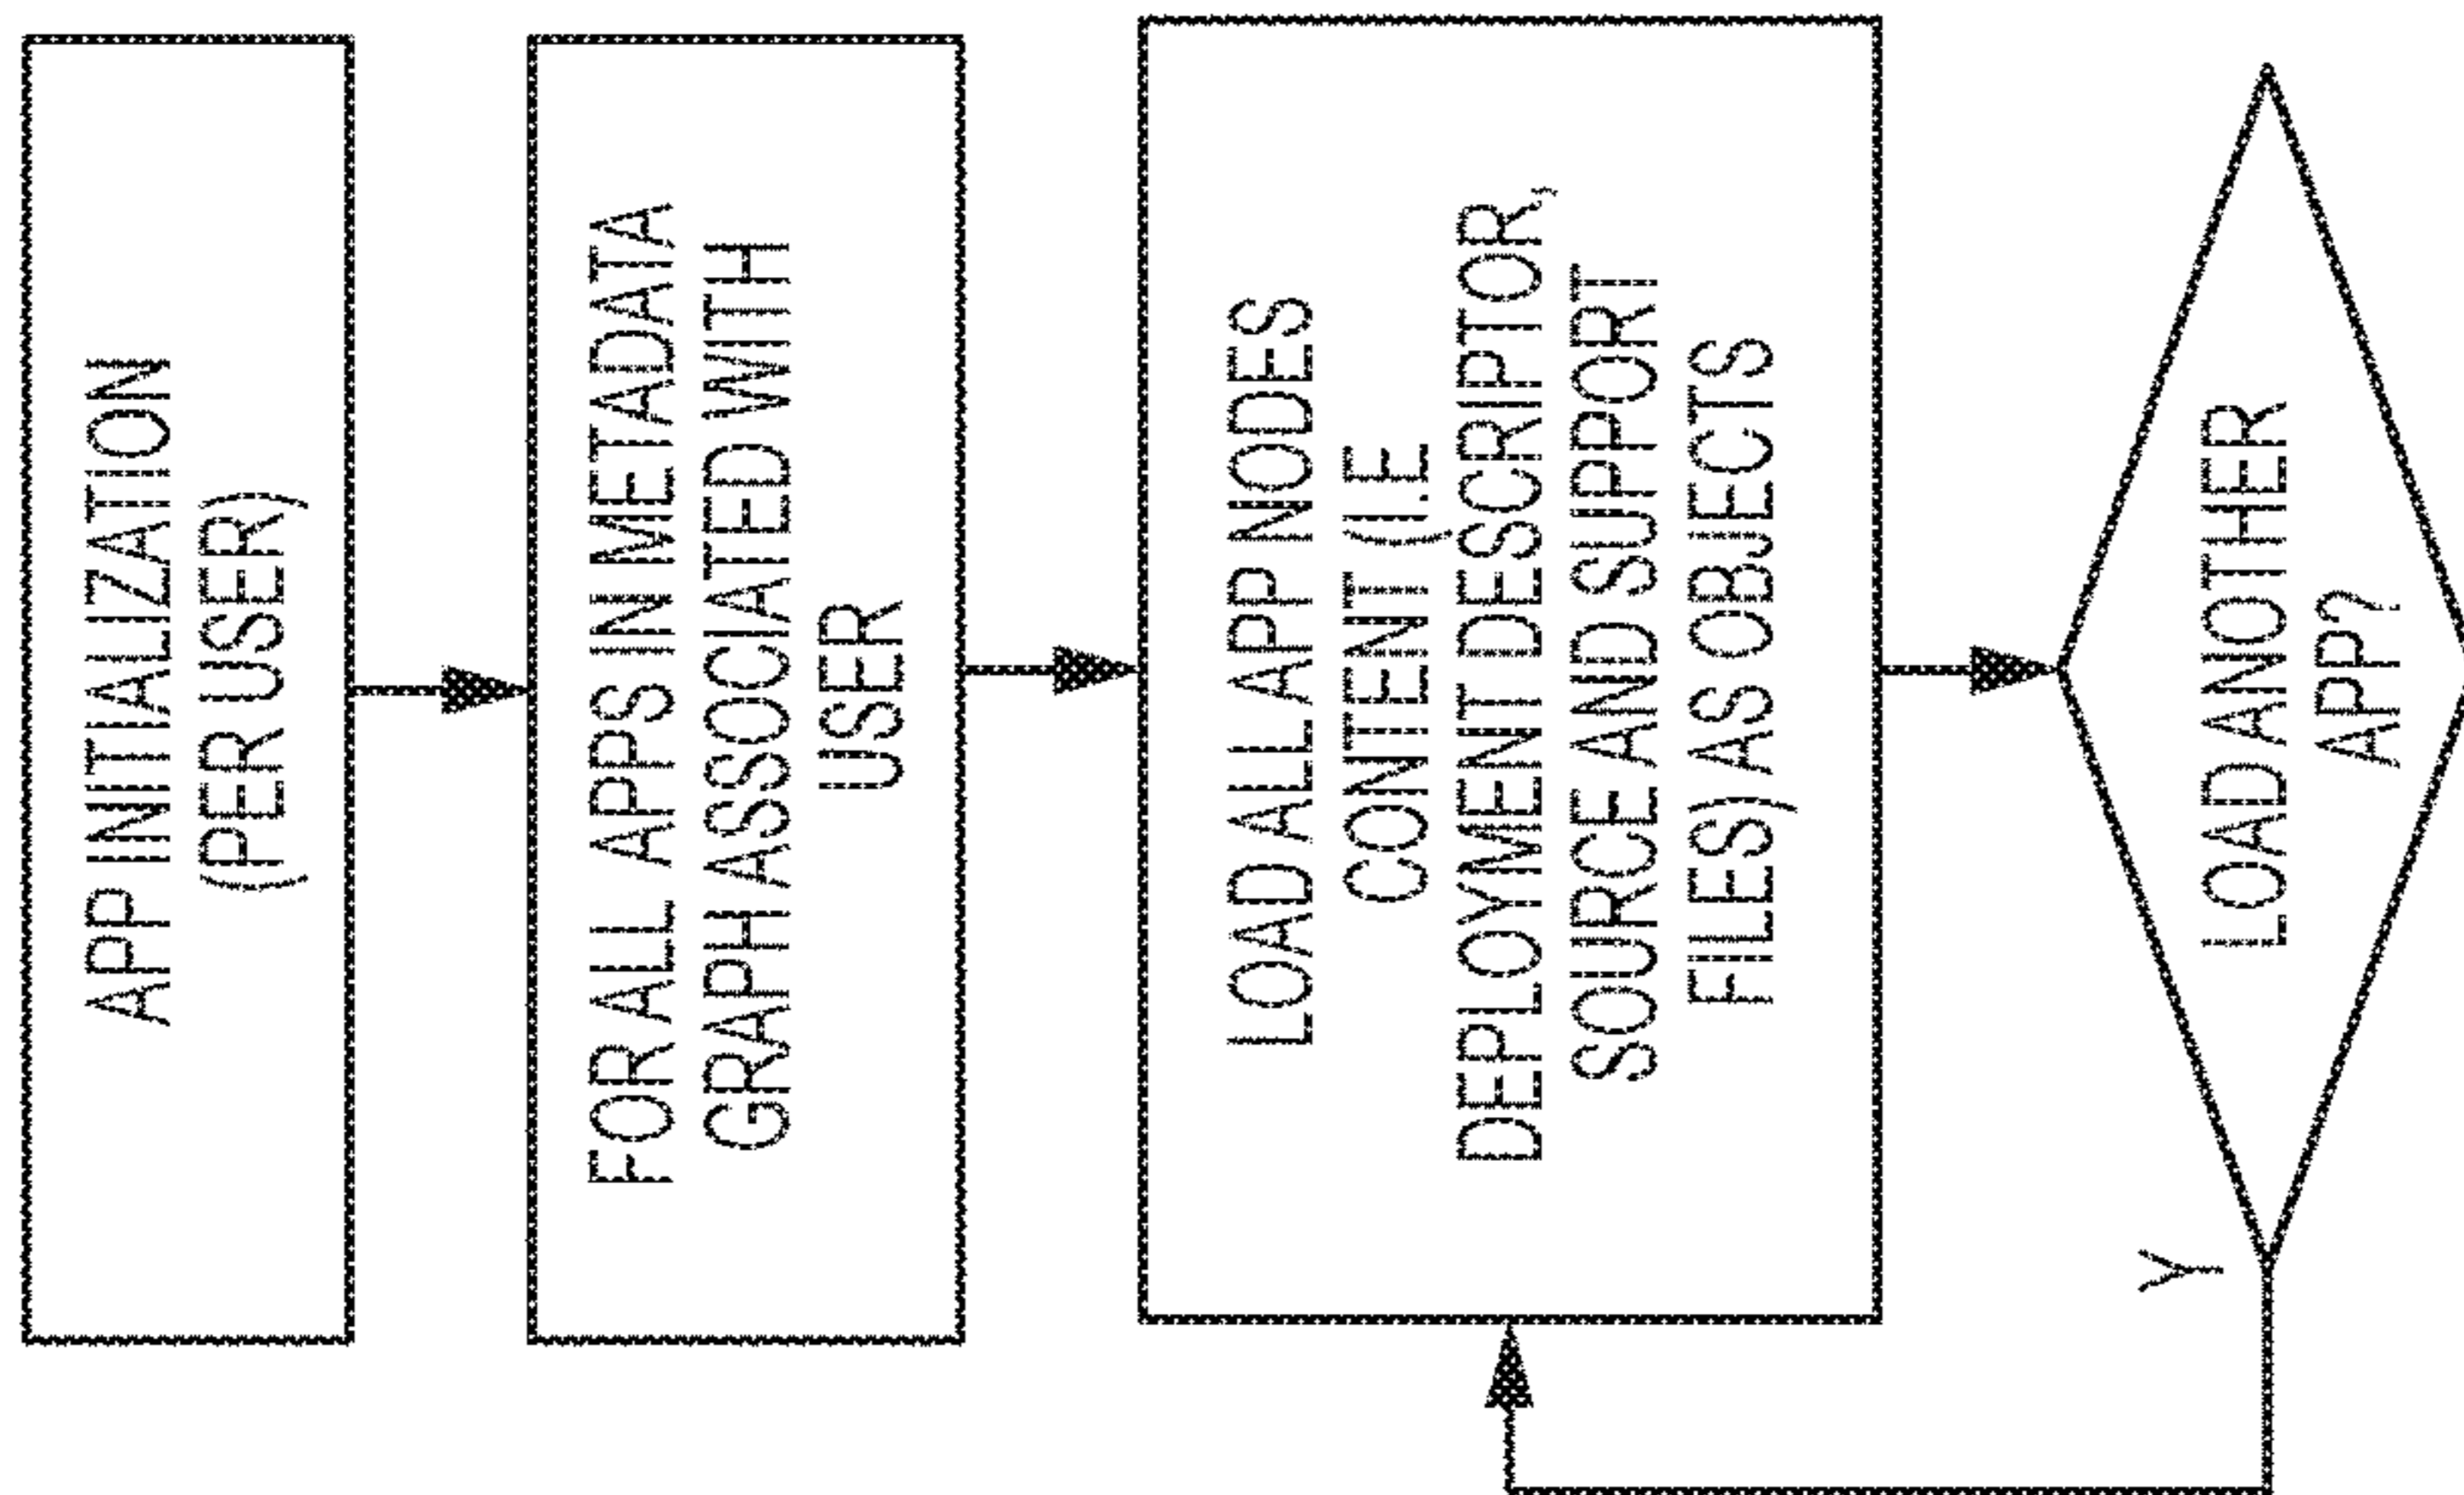 APP INITIALIZATION
(PER USER)
FOR ALL APPS IN METADATA
GRAPH ASSOCIATED WITH
USER
LOAD ALL APP NODES
CONTENT (I.E
DEPLOYMENT DESCRIPTOR,
SOURCE AND SUPPORT
FILES) AS OBJECTS
LOAD ANOTHER
APP?
Y